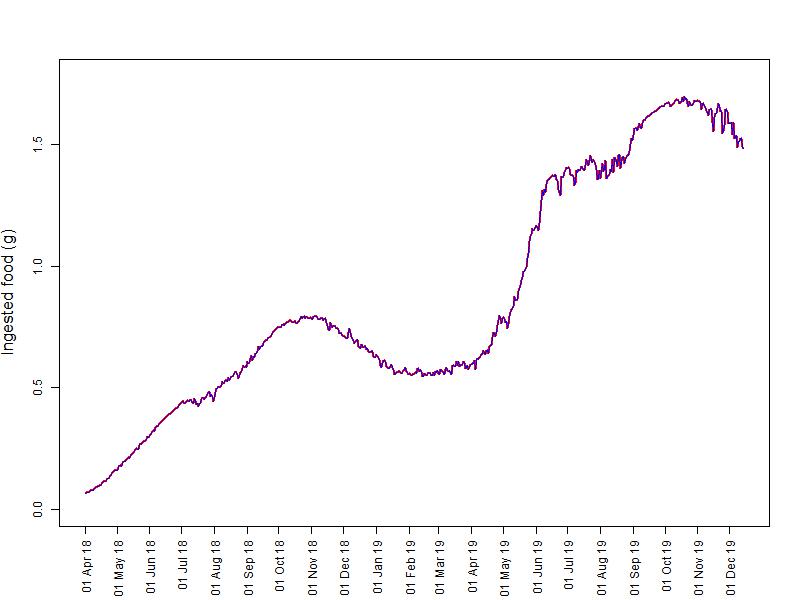 Ingested food (g)
1.5
1.0
0.5
0.0
01 Apr 18
01 May 18
01 Jun 18
01 Jul 18
01 Aug 18
01 Sep 18
01 Oct 18
01 Nov 18
01 Dec 18
01 Jan 19
01 Feb 19
01 Mar 19
01 Apr 19
01 May 19
01 Jun 19
01 Jul 19
01 Aug 19
01 Sep 19
01 Oct 19
01 Nov 19
01 Dec 19